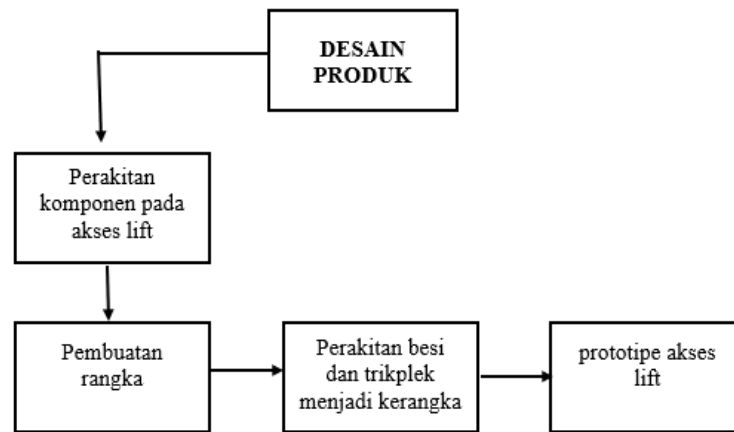 DESAIN
PRODUK
Perakitan
komponen pada
akses lift
Pembuatan
rangka
Perakitan besi
dan trikplek
menjadi kerangka
prototipe akses
lift